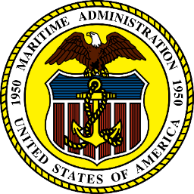 MARITIME ADMINISTRATION
1950 1950
UNITED STATES OF AMERICA